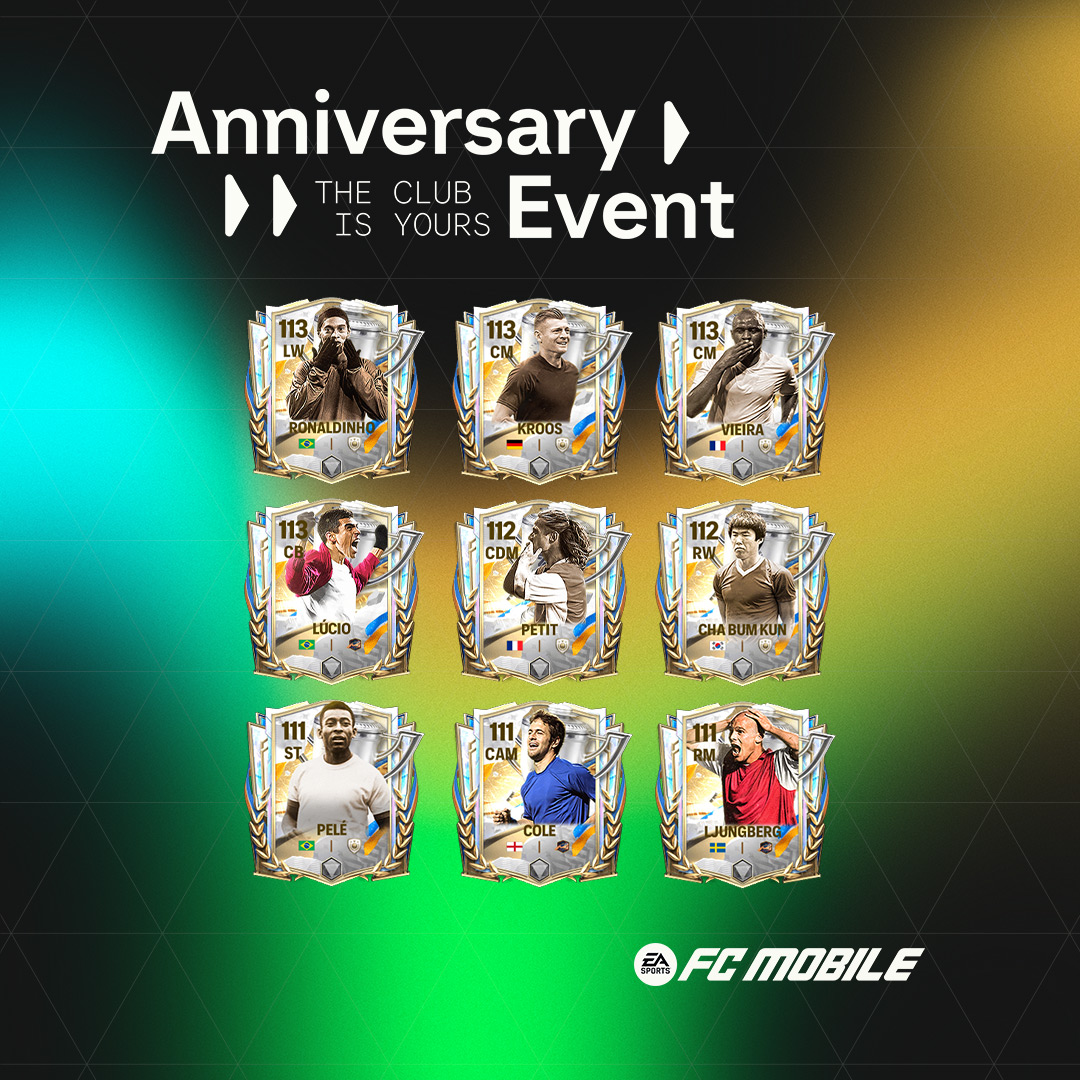 Anniversary
THE CLUB
IS YOURS
Event
113
LW
RONALDINHO
113
CM
KROOS
113
CM
VIEIRA
113
CB
LÚCIO
112
CDM
PETIT
112
RW
CHA BUM KUN
111
ST
PELÉ
111
CAM
COLE
111
RM
LJUNGBERG
EA
SPORTS
FC MOBILE